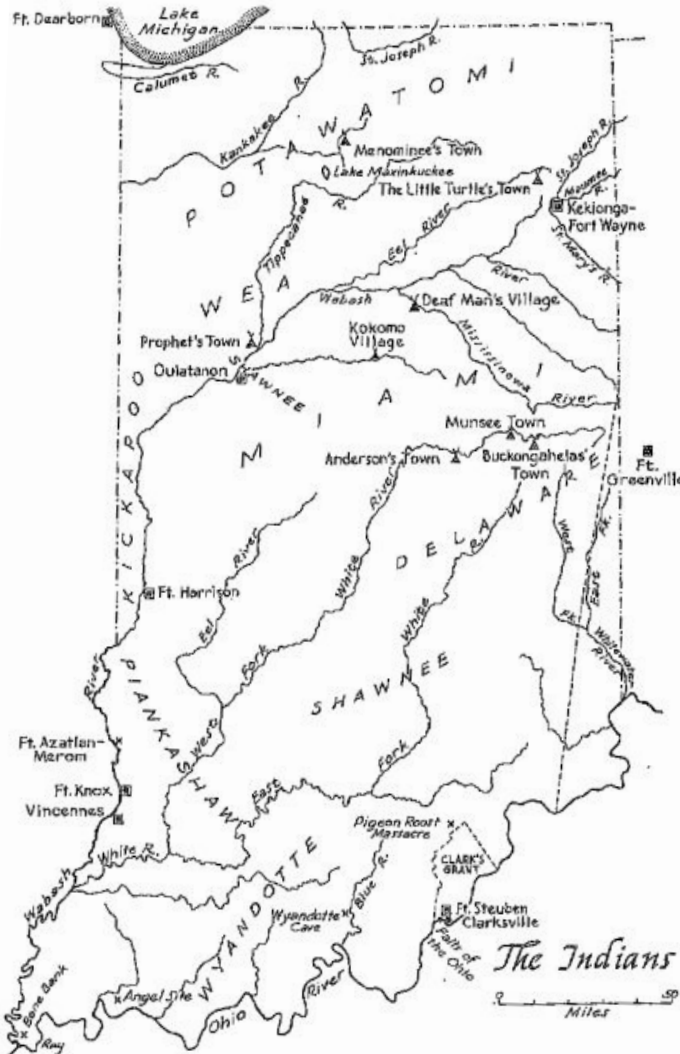 Ft. Dearborn
Lake
Michigan
Calumet R.
St. Joseph R.
Kankakee R.
POTAWATOMI
Menominee's Town
Lake Maxinkuckee
The Little Turtle's Town
St. Joseph R.
Maumee R.
Kekionga-
Fort Wayne
St. Mary's R.
Tippecanoe R.
Eel River
WEA
Wabash River
Deaf Man's Village
Prophet's Town
Kokomo
Village
Mississinewa River
Ouiatanon
SHAWNEE
MIAMI
KICKAPOO
Munsee Town
Anderson's Town
Buckongahelas'
Town
Ft.
Greenville
DELAWARE
Ft. Harrison
Eel River
West Fork White River
East Fork White R.
West Fk.
East Fk.
Whitewater
River
PIANKASHAW
SHAWNEE
Ft. Azatlan-
Merom
Ft. Knox
Vincennes
White R.
Wabash River
Pigeon Roost
Massacre
CLARK'S
GRANT
WYANDOTTE
Wyandotte
Cave
Blue R.
Ft. Steuben
Clarksville
Falls of
the Ohio
Angel Site
Bone Bank
Ohio River
The Indians
0
50
Miles